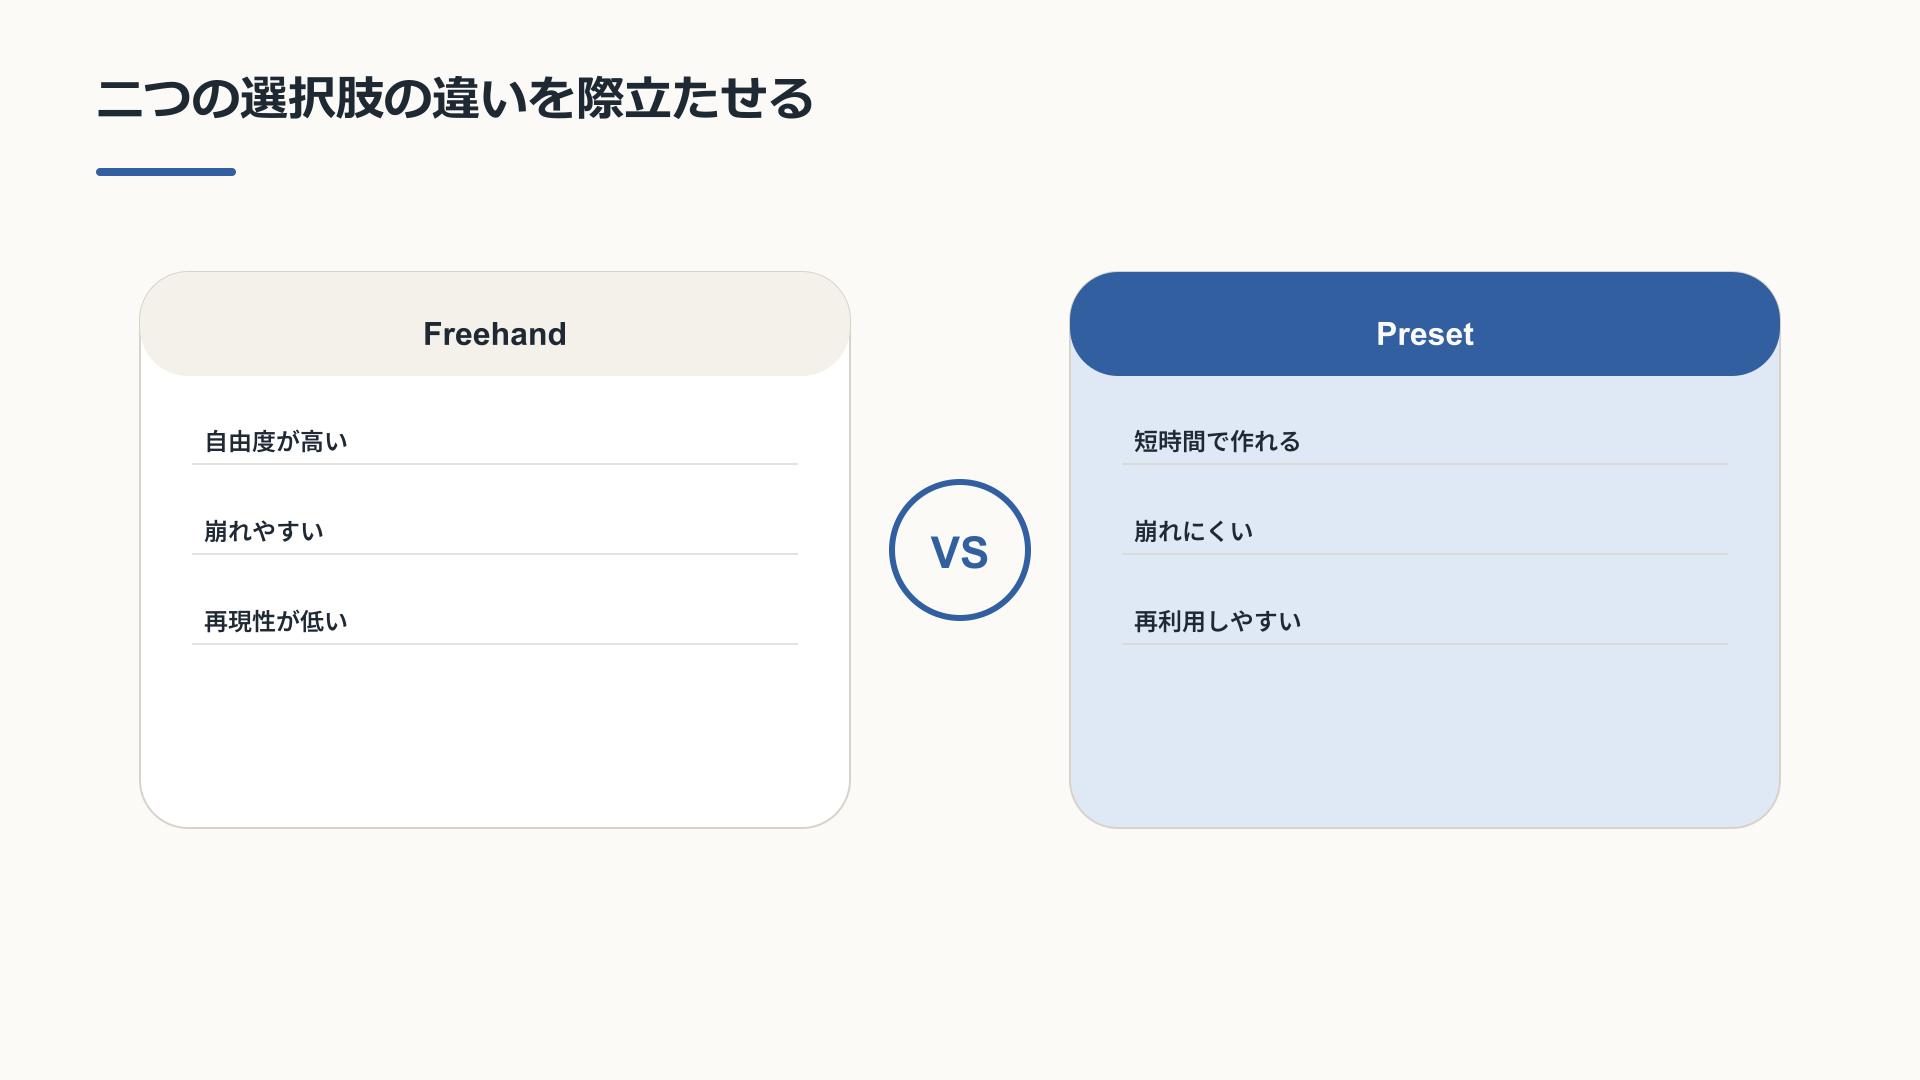 二つの選択肢の違いを際立たせる
Freehand
自由度が高い
崩れやすい
再現性が低い
VS
Preset
短時間で作れる
崩れにくい
再利用しやすい